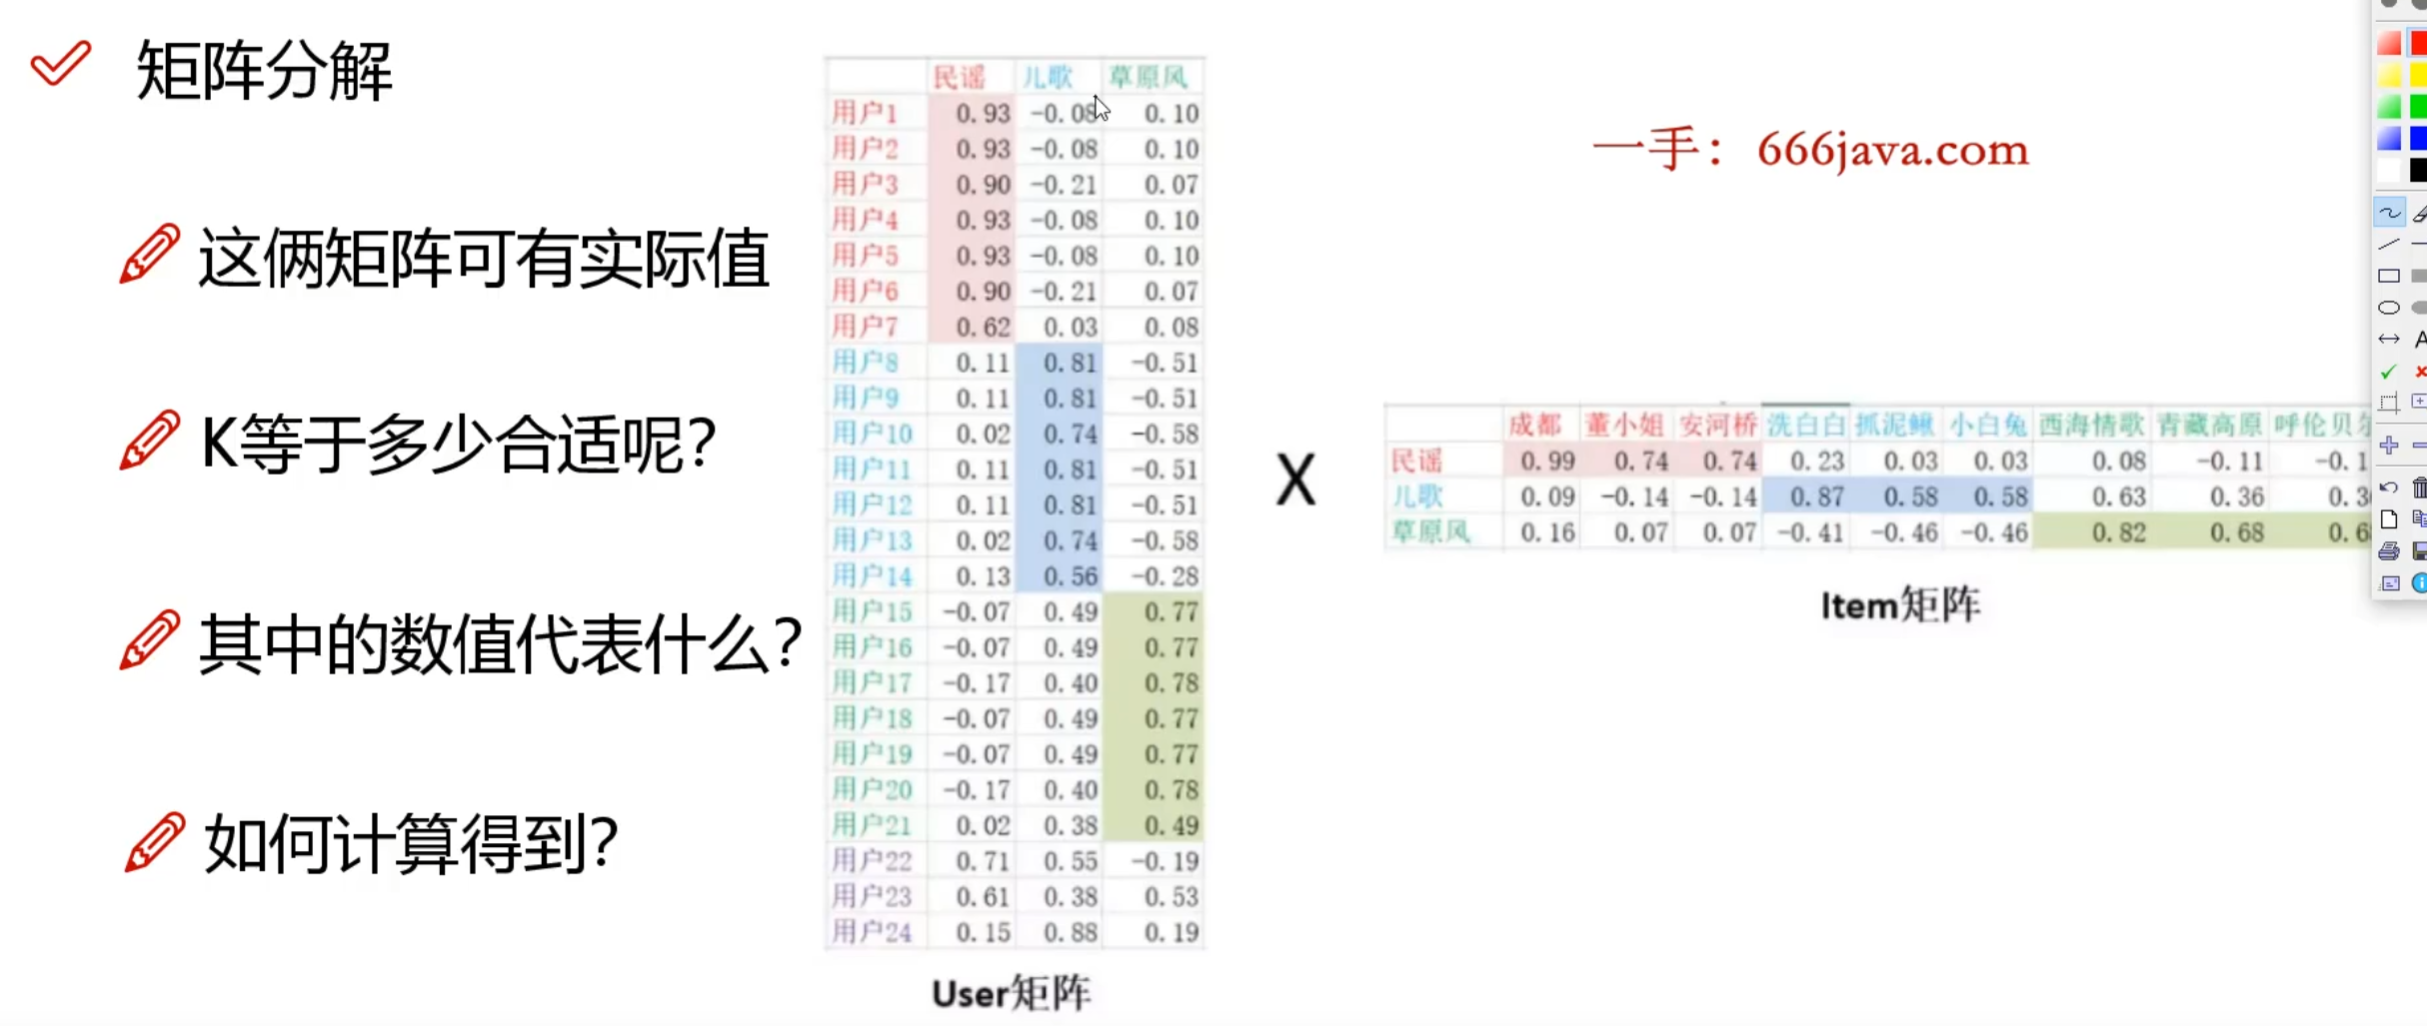 矩阵分解
这俩矩阵可有实际值
K等于多少合适呢？
其中的数值代表什么？
如何计算得到？
民谣 儿歌 草原风
用户1 0.93 -0.08 0.10
用户2 0.93 -0.08 0.10
用户3 0.90 -0.21 0.07
用户4 0.93 -0.08 0.10
用户5 0.93 -0.08 0.10
用户6 0.90 -0.21 0.07
用户7 0.62 0.03 0.08
用户8 0.11 0.81 -0.51
用户9 0.11 0.81 -0.51
用户10 0.02 0.74 -0.58
用户11 0.11 0.81 -0.51
用户12 0.11 0.81 -0.51
用户13 0.02 0.74 -0.58
用户14 0.13 0.56 -0.28
用户15 -0.07 0.49 0.77
用户16 -0.07 0.49 0.77
用户17 -0.17 0.40 0.78
用户18 -0.07 0.49 0.77
用户19 -0.07 0.49 0.77
用户20 -0.17 0.40 0.78
用户21 0.02 0.38 0.49
用户22 0.71 0.55 -0.19
用户23 0.61 0.38 0.53
用户24 0.15 0.88 0.19
User矩阵
X
一手：666java.com
成都 董小姐 安河桥 洗白白 抓泥鳅 小白兔 西海情歌 青藏高原 呼伦贝
民谣 0.99 0.74 0.74 0.23 0.03 0.03 0.08 -0.11 -0.1
儿歌 0.09 -0.14 -0.14 0.87 0.58 0.58 0.63 0.36 0.3
草原风 0.16 0.07 0.07 -0.41 -0.46 -0.46 0.82 0.68 0.6
Item矩阵